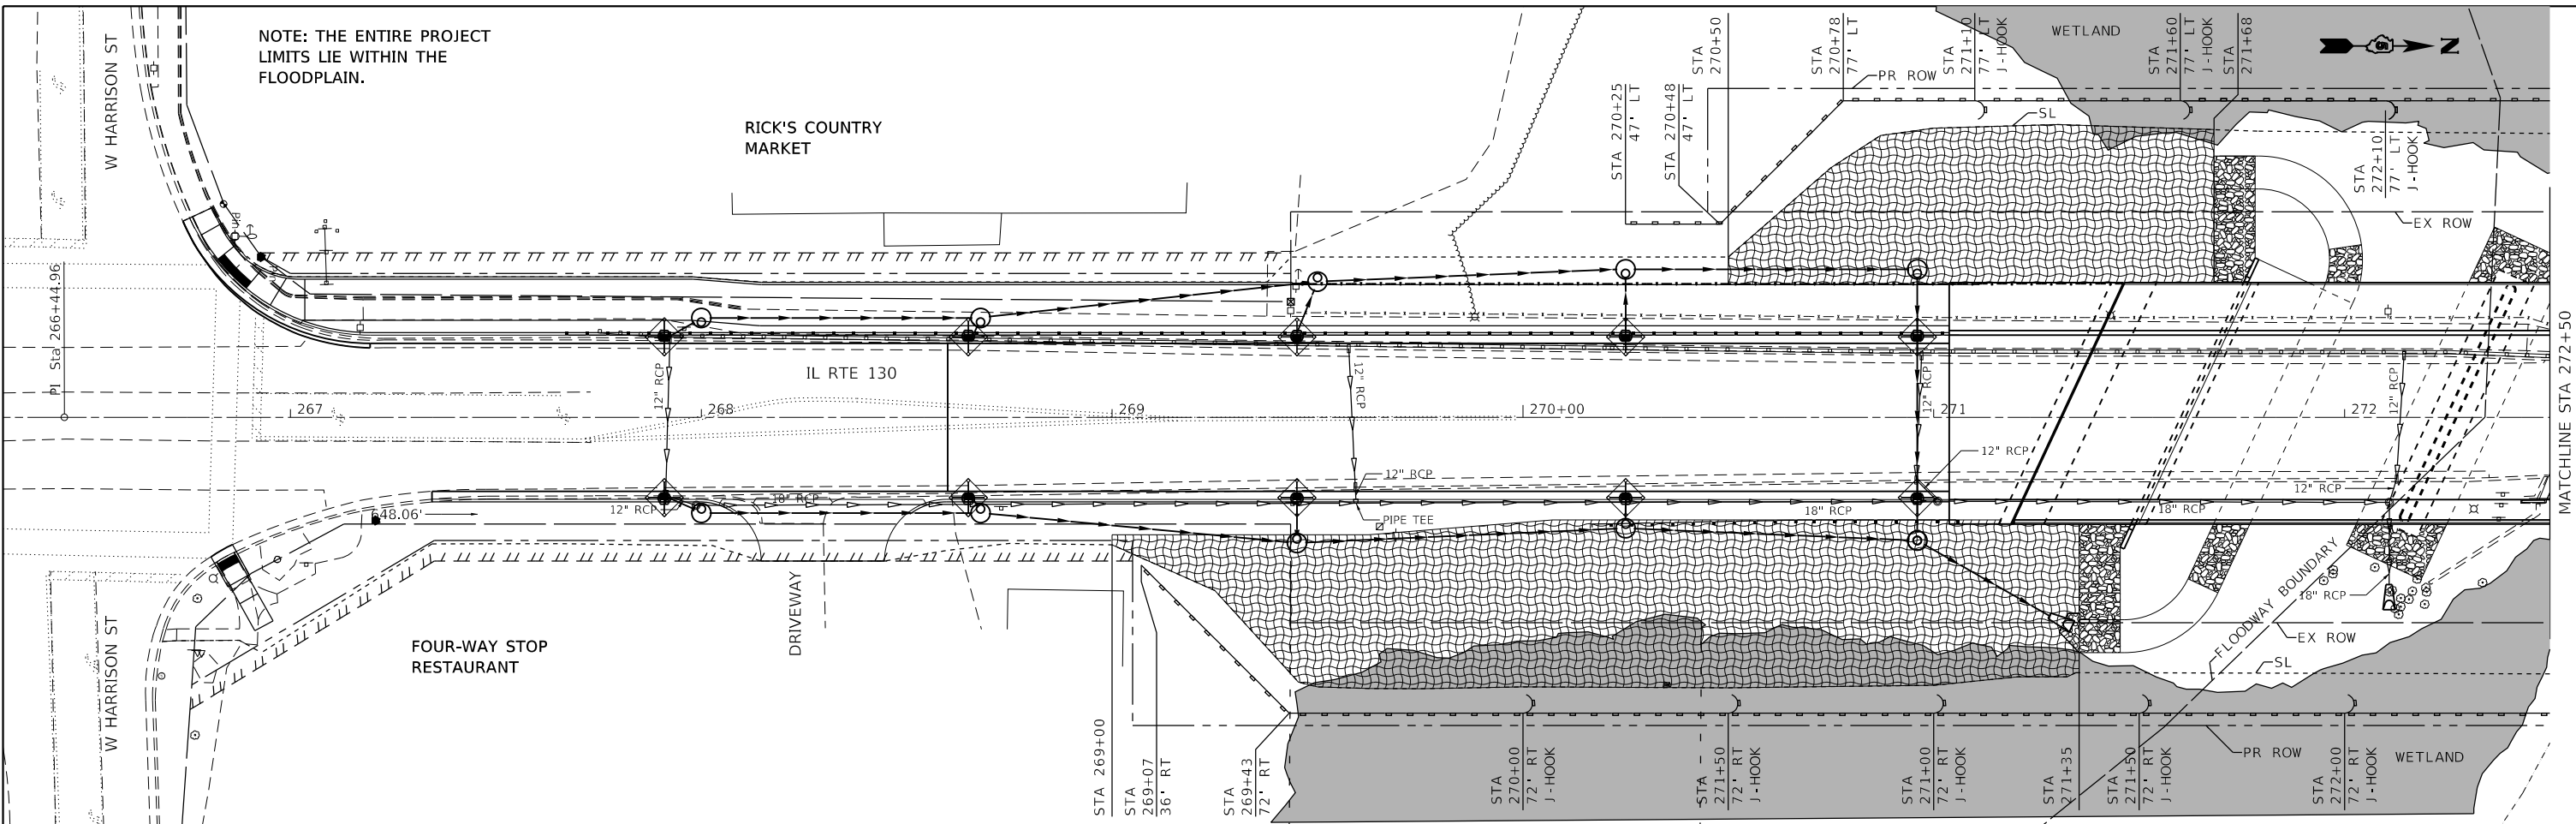 NOTE: THE ENTIRE PROJECT
LIMITS LIE WITHIN THE
FLOODPLAIN.
W HARRISON ST
RICK'S COUNTRY
MARKET
STA 270+25
47' LT
STA 270+48
47' LT
STA
270+50
STA
270+78
77' LT
PR ROW
STA
271+10
77' LT
J-HOOK
WETLAND
STA
271+60
77' LT
J-HOOK
STA
271+68
N
SL
STA
272+10
77' LT
J-HOOK
EX ROW
PI Sta 266+44.96
IL RTE 130
12" RCP
12" RCP
12" RCP
12" RCP
267
268
269
270+00
271
272
MATCHLINE STA 272+50
12" RCP
12" RCP
12" RCP
18" RCP
12" RCP
PIPE TEE
18" RCP
18" RCP
648.06'
DRIVEWAY
FOUR-WAY STOP
RESTAURANT
W HARRISON ST
FLOODWAY BOUNDARY
18" RCP
EX ROW
SL
STA 269+00
STA
269+07
36' RT
STA
269+43
72' RT
STA
270+00
72' RT
J-HOOK
STA
271+50
72' RT
J-HOOK
STA
271+00
72' RT
J-HOOK
STA
271+35
STA
271+50
72' RT
J-HOOK
PR ROW
STA
272+00
72' RT
J-HOOK
WETLAND